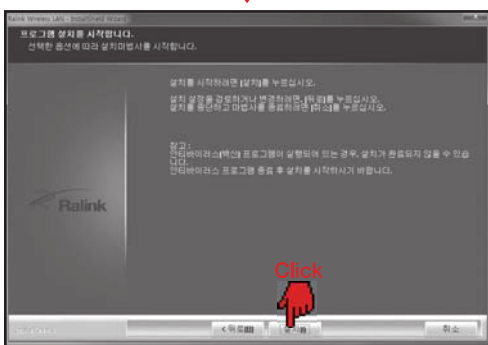 Ralink Wireless LAN - InstallShield Wizard
프로그램 설치를 시작합니다.
선택한 옵션에 따라 설치마법사를 시작합니다.
설치를 시작하려면 [설치]를 누르십시오.
설치 설정을 검토하거나 변경하려면, [뒤로]를 누르십시오.
설치를 중단하고 마법사를 종료하려면 [취소]를 누르십시오.
참고 :
안티바이러스[백신] 프로그램이 실행되어 있는 경우, 설치가 완료되지 않을 수 있습
니다.
안티바이러스 프로그램 종료 후 설치를 시작하시기 바랍니다.
Ralink
Click
< 뒤로(B)
취소